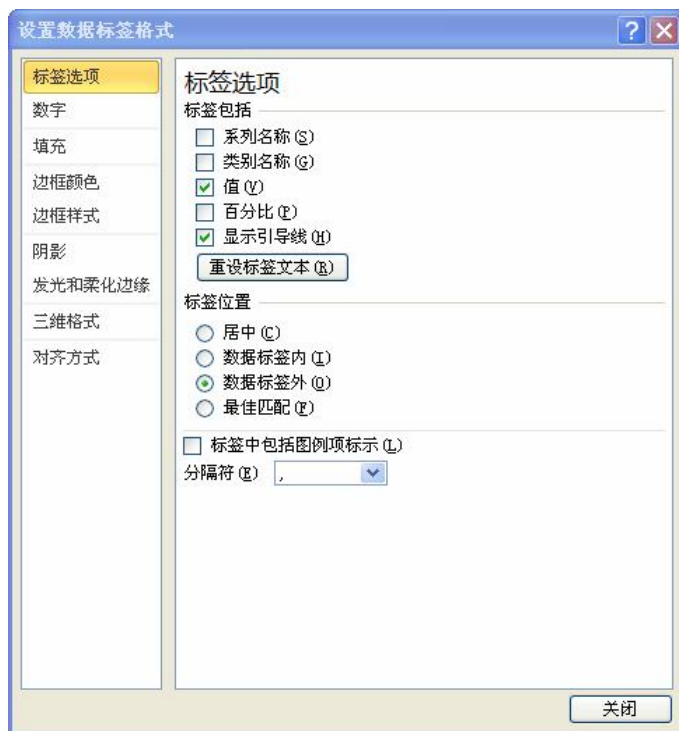 设置数据标签格式
标签选项
数字
填充
边框颜色
边框样式
阴影
发光和柔化边缘
三维格式
对齐方式
标签选项
标签包括
系列名称(S)
类别名称(G)
值(V)
百分比(P)
显示引导线(H)
重设标签文本(R)
标签位置
居中(C)
数据标签内(I)
数据标签外(O)
最佳匹配(F)
标签中包括图例项标示(L)
分隔符(E) ,
关闭